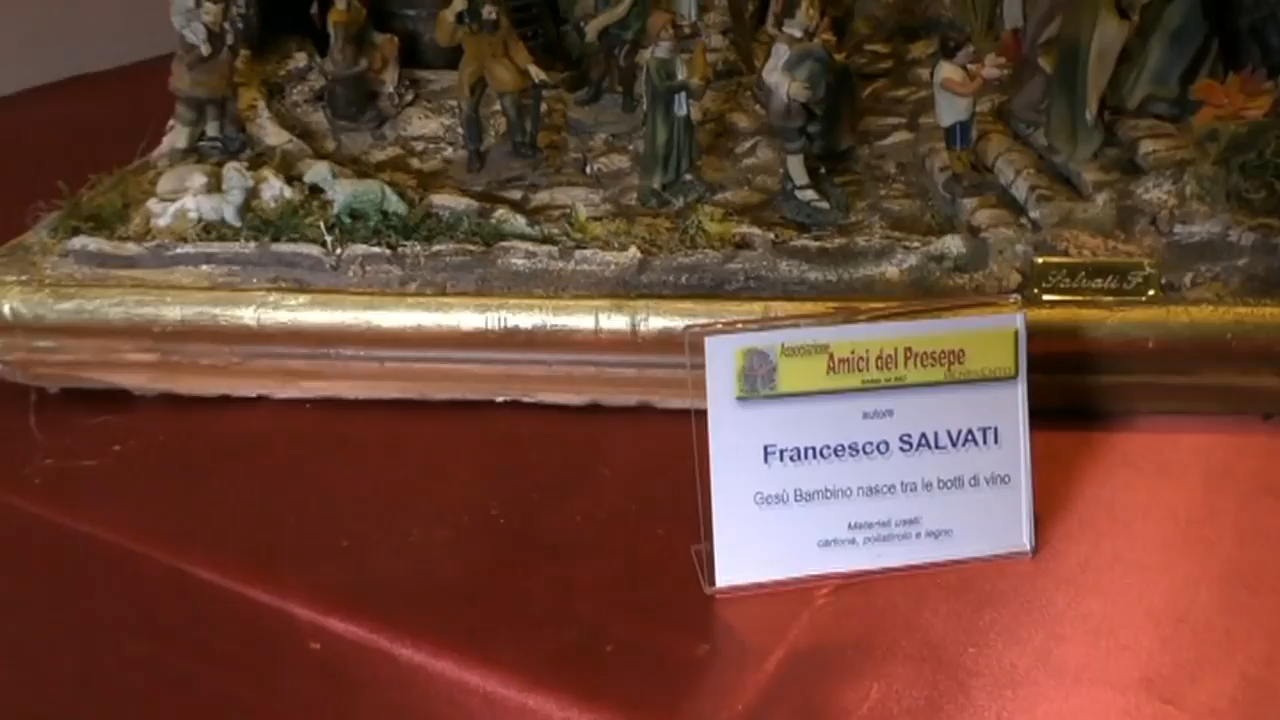 Salvati F
Associazione
Amici del Presepe
BENEVENTO
autore
Francesco SALVATI
Gesù Bambino nasce tra le botti di vino
Materiali usati:
cartone, polistirolo e legno